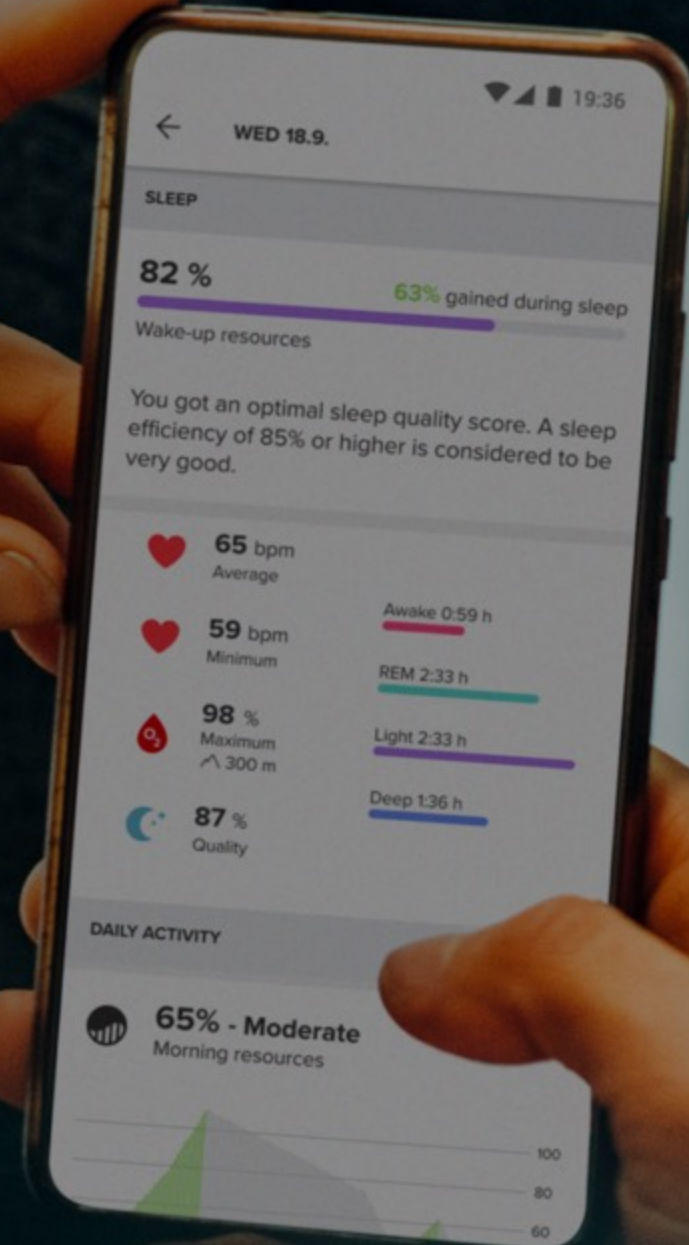 19:36
WED 18.9.
SLEEP
82 %
63% gained during sleep
Wake-up resources
You got an optimal sleep quality score. A sleep
efficiency of 85% or higher is considered to be
very good.
65 bpm
Average
59 bpm
Minimum
O2
98 %
Maximum
300 m
87 %
Quality
Awake 0:59 h
REM 2:33 h
Light 2:33 h
Deep 1:36 h
DAILY ACTIVITY
65% - Moderate
Morning resources
100
80
60